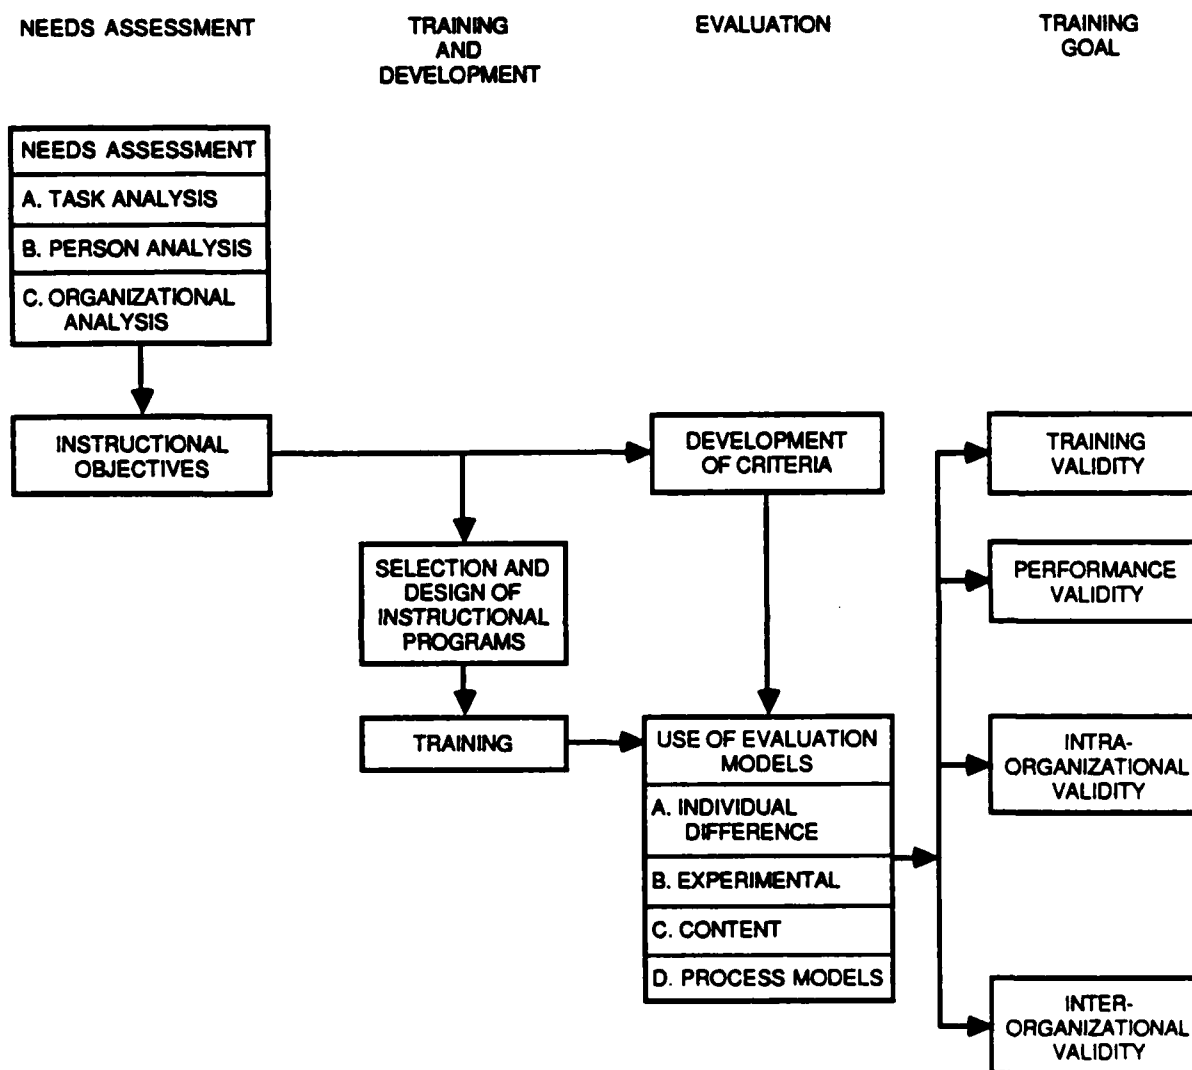 NEEDS ASSESSMENT
TRAINING
AND
DEVELOPMENT
EVALUATION
TRAINING
GOAL
NEEDS ASSESSMENT
A. TASK ANALYSIS
B. PERSON ANALYSIS
C. ORGANIZATIONAL
ANALYSIS
INSTRUCTIONAL
OBJECTIVES
DEVELOPMENT
OF CRITERIA
TRAINING
VALIDITY
SELECTION AND
DESIGN OF
INSTRUCTIONAL
PROGRAMS
PERFORMANCE
VALIDITY
TRAINING
USE OF EVALUATION
MODELS
A. INDIVIDUAL
DIFFERENCE
B. EXPERIMENTAL
C. CONTENT
D. PROCESS MODELS
INTRA-
ORGANIZATIONAL
VALIDITY
INTER-
ORGANIZATIONAL
VALIDITY